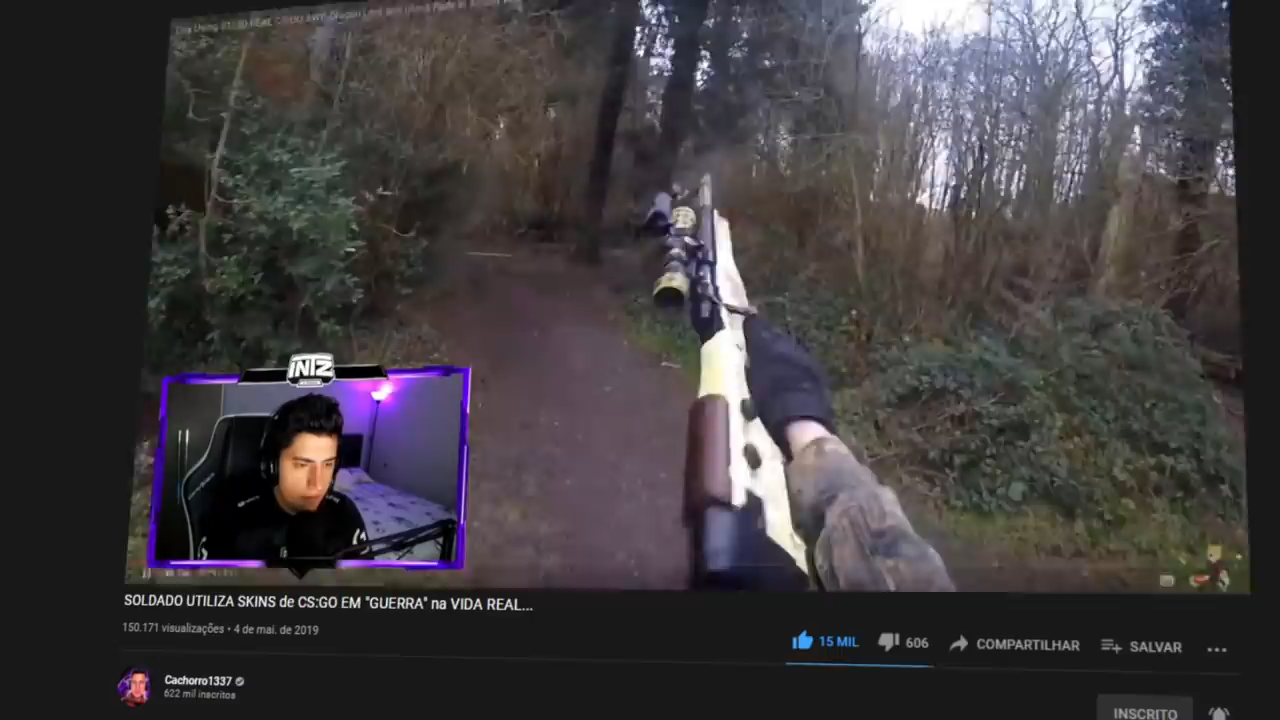 INTZ
SOLDADO UTILIZA SKINS de CS:GO EM "GUERRA" na VIDA REAL...
150.171 visualizações • 4 de mai. de 2019
15 MIL
606
COMPARTILHAR
SALVAR
Cachorro1337
622 mil inscritos
INSCRITO